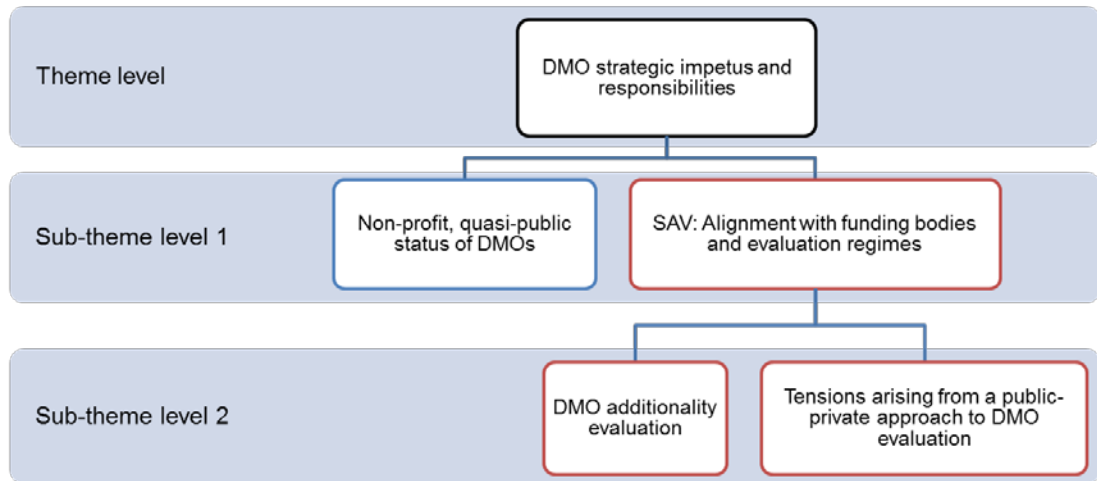 Theme level
DMO strategic impetus and
responsibilities
Sub-theme level 1
Non-profit, quasi-public
status of DMOs
SAV: Alignment with funding bodies
and evaluation regimes
Sub-theme level 2
DMO additionality
evaluation
Tensions arising from a public-
private approach to DMO
evaluation